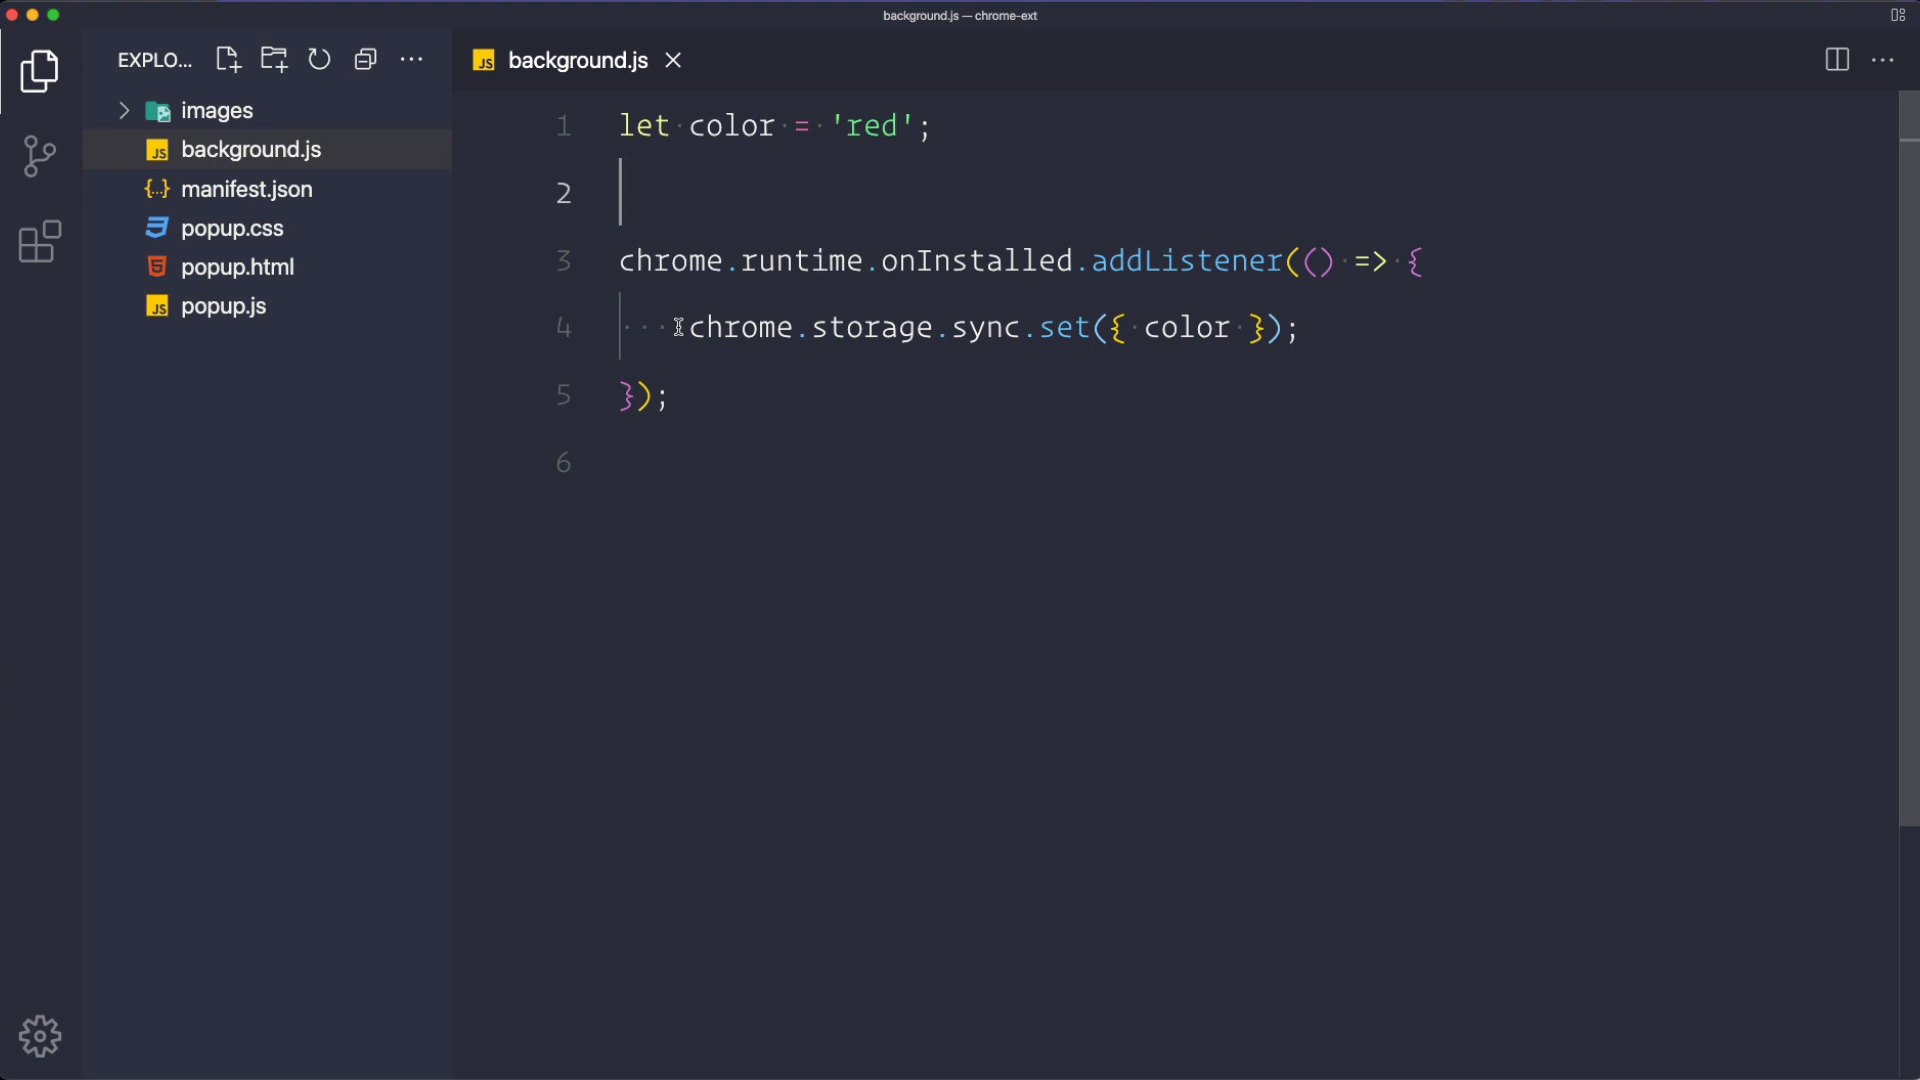 background.js — chrome-ext
EXPLO...
images
background.js
manifest.json
popup.css
popup.html
popup.js
background.js
1 let color = 'red';
2
3 chrome.runtime.onInstalled.addListener(() => {
4 chrome.storage.sync.set({ color });
5 });
6